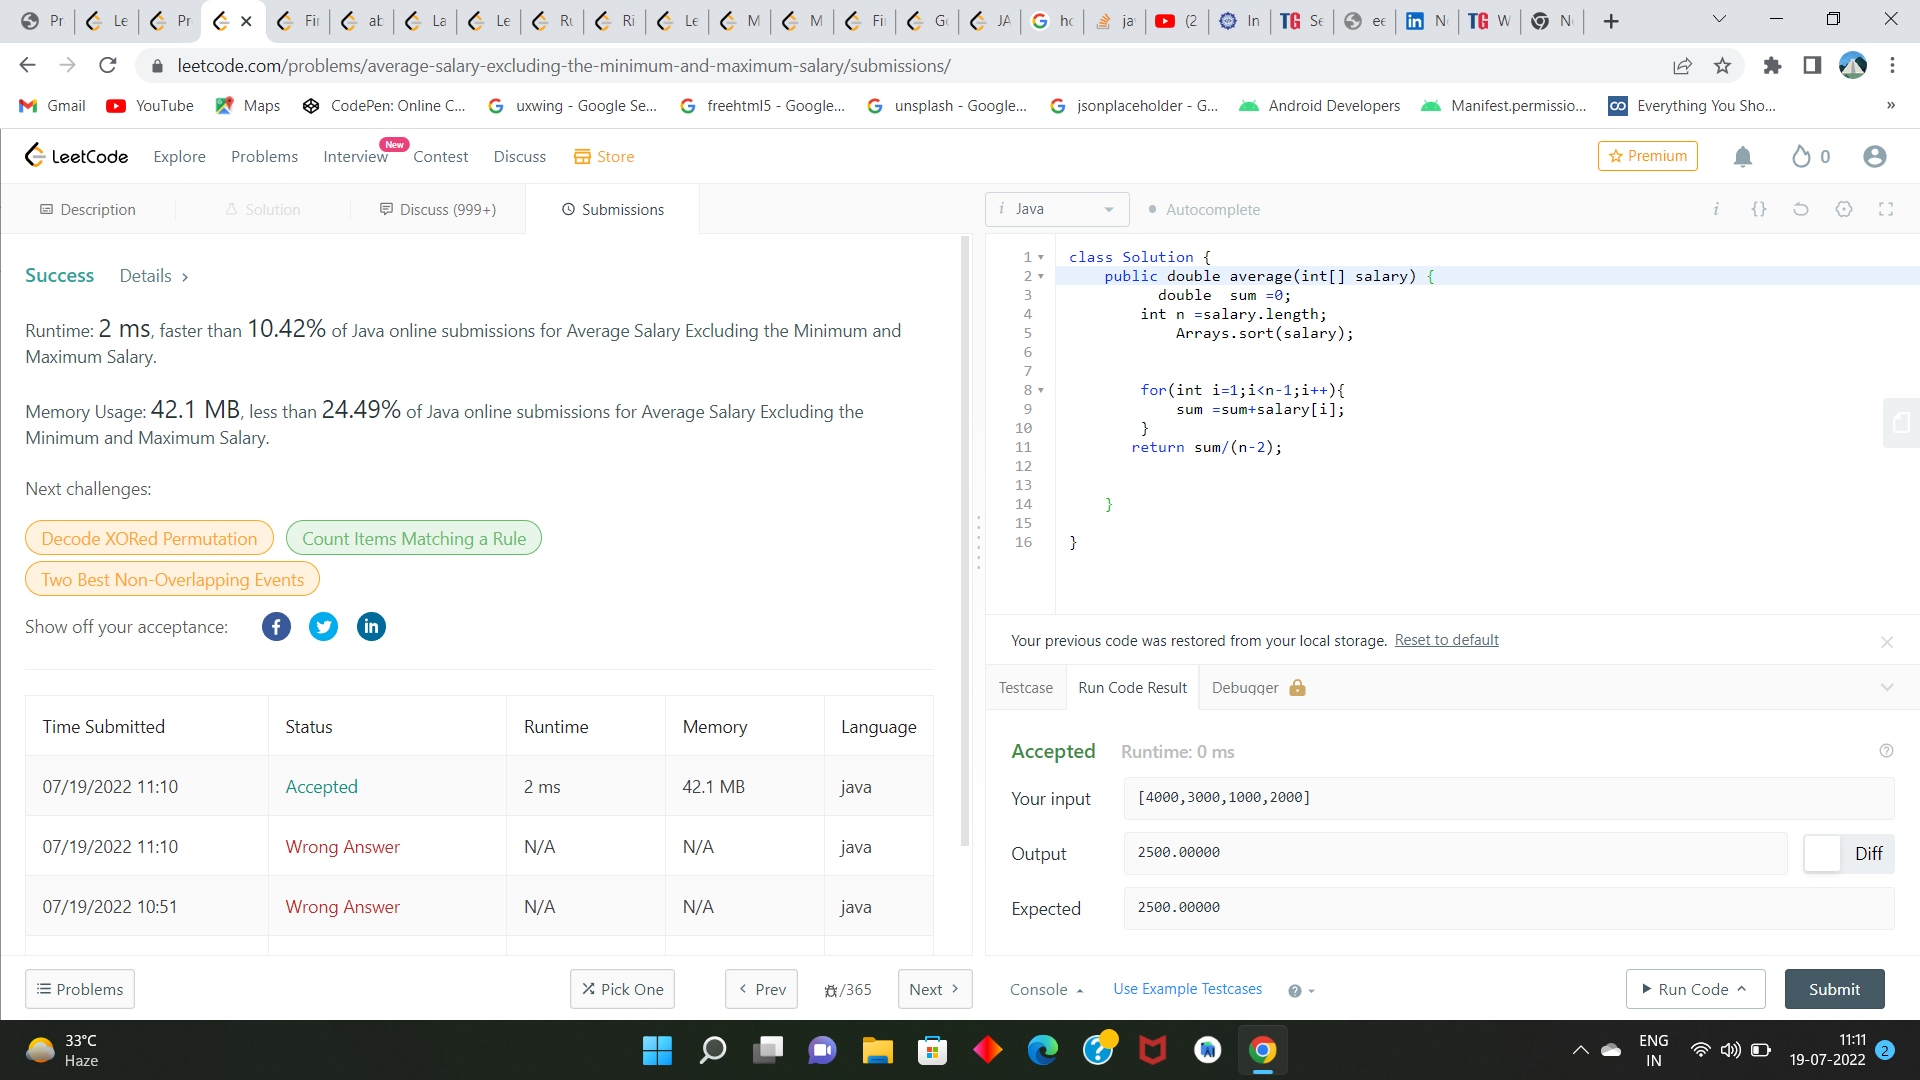 Pr Le Pr Fir ab La Le Ru Ri Le M M Fi Go JA ho ja (2 In Se ee N W N
leetcode.com/problems/average-salary-excluding-the-minimum-and-maximum-salary/submissions/
Gmail YouTube Maps CodePen: Online C... uxwing - Google Se... freehtml5 - Google... unsplash - Google... jsonplaceholder - G... Android Developers Manifest.permissio... Everything You Sho... »
LeetCode Explore Problems Interview New Contest Discuss Store Premium 0
Description Solution Discuss (999+) Submissions
i Java Autocomplete
Success Details >
Runtime: 2 ms, faster than 10.42% of Java online submissions for Average Salary Excluding the Minimum and
Maximum Salary.
Memory Usage: 42.1 MB, less than 24.49% of Java online submissions for Average Salary Excluding the
Minimum and Maximum Salary.
Next challenges:
Decode XORed Permutation Count Items Matching a Rule
Two Best Non-Overlapping Events
Show off your acceptance:
Time Submitted Status Runtime Memory Language
07/19/2022 11:10 Accepted 2 ms 42.1 MB java
07/19/2022 11:10 Wrong Answer N/A N/A java
07/19/2022 10:51 Wrong Answer N/A N/A java
1 class Solution {
2 public double average(int[] salary) {
3 double sum =0;
4 int n =salary.length;
5 Arrays.sort(salary);
6
7
8 for(int i=1;i<n-1;i++){
9 sum =sum+salary[i];
10 }
11 return sum/(n-2);
12
13
14 }
15
16 }
Your previous code was restored from your local storage. Reset to default
Testcase Run Code Result Debugger
Accepted Runtime: 0 ms
Your input [4000,3000,1000,2000]
Output 2500.00000 Diff
Expected 2500.00000
Problems Pick One < Prev /365 Next > Console Use Example Testcases Run Code Submit
33°C
Haze
ENG
IN
11:11
19-07-2022
2